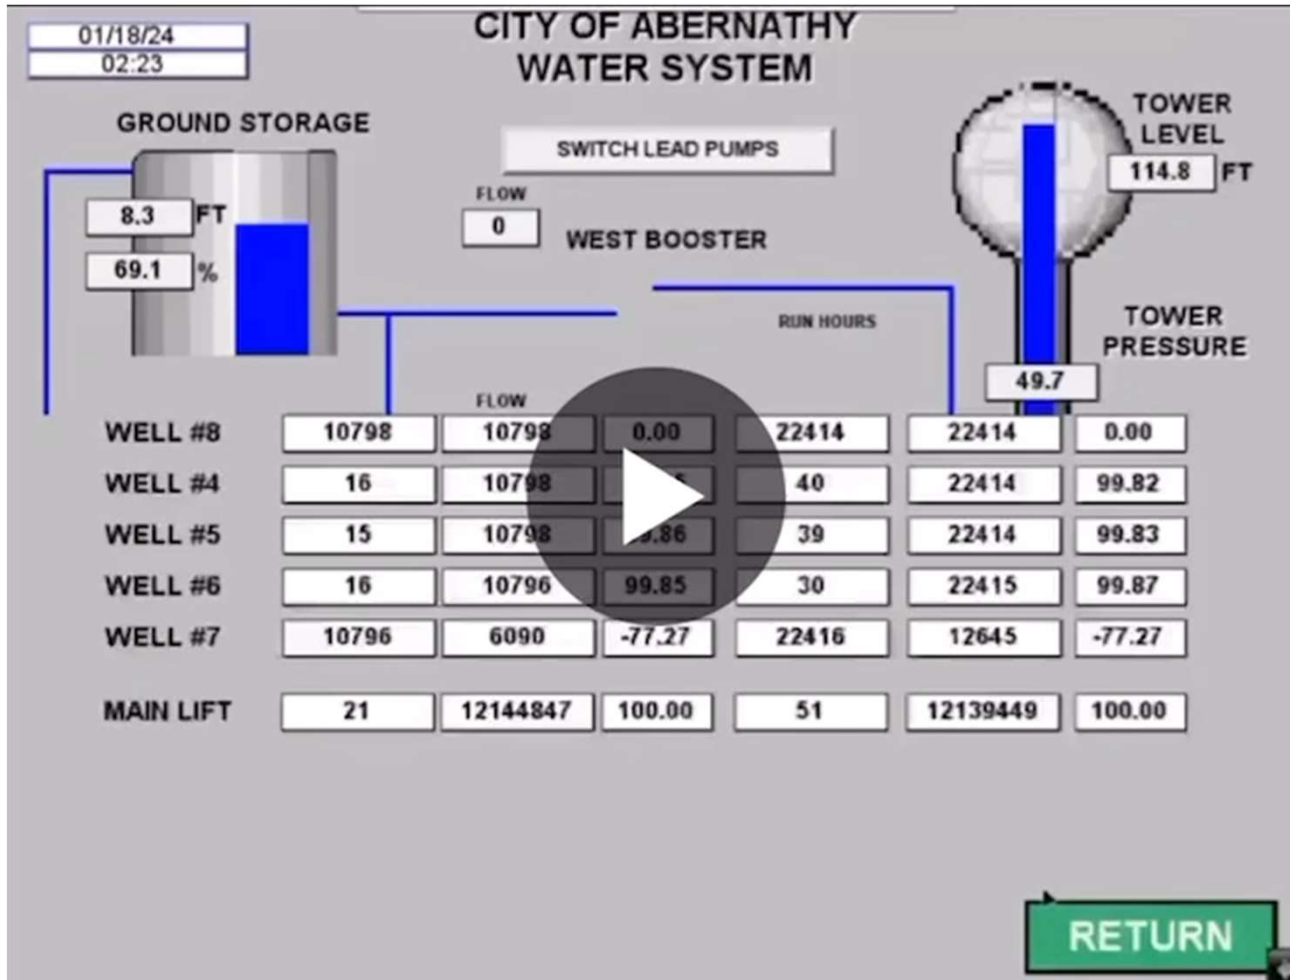 01/18/24
02:23
CITY OF ABERNATHY
WATER SYSTEM
GROUND STORAGE
8.3 FT
69.1 %
SWITCH LEAD PUMPS
FLOW
0
WEST BOOSTER
TOWER
LEVEL
114.8 FT
RUN HOURS
TOWER
PRESSURE
49.7
FLOW
WELL #8 10798 10798 0.00 22414 22414 0.00
WELL #4 16 10798 40 22414 99.82
WELL #5 15 10798 99.86 39 22414 99.83
WELL #6 16 10796 99.85 30 22415 99.87
WELL #7 10796 6090 -77.27 22416 12645 -77.27
MAIN LIFT 21 12144847 100.00 51 12139449 100.00
RETURN